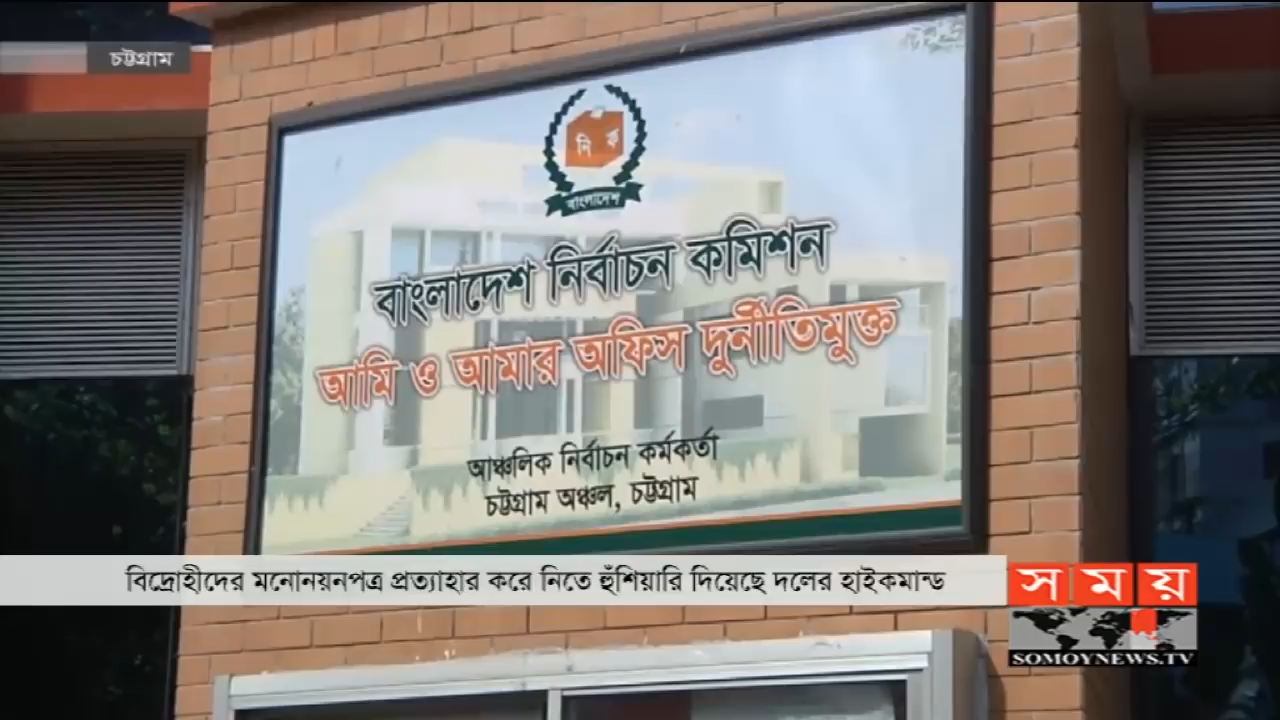 চট্টগ্রাম
নি ক
বাংলাদেশ
বাংলাদেশ নির্বাচন কমিশন
আমি ও আমার অফিস দুর্নীতিমুক্ত
আঞ্চলিক নির্বাচন কর্মকর্তা
চট্টগ্রাম অঞ্চল, চট্টগ্রাম
বিদ্রোহীদের মনোনয়নপত্র প্রত্যাহার করে নিতে হুঁশিয়ারি দিয়েছে দলের হাইকমান্ড
সময়
SOMOYNEWS.TV